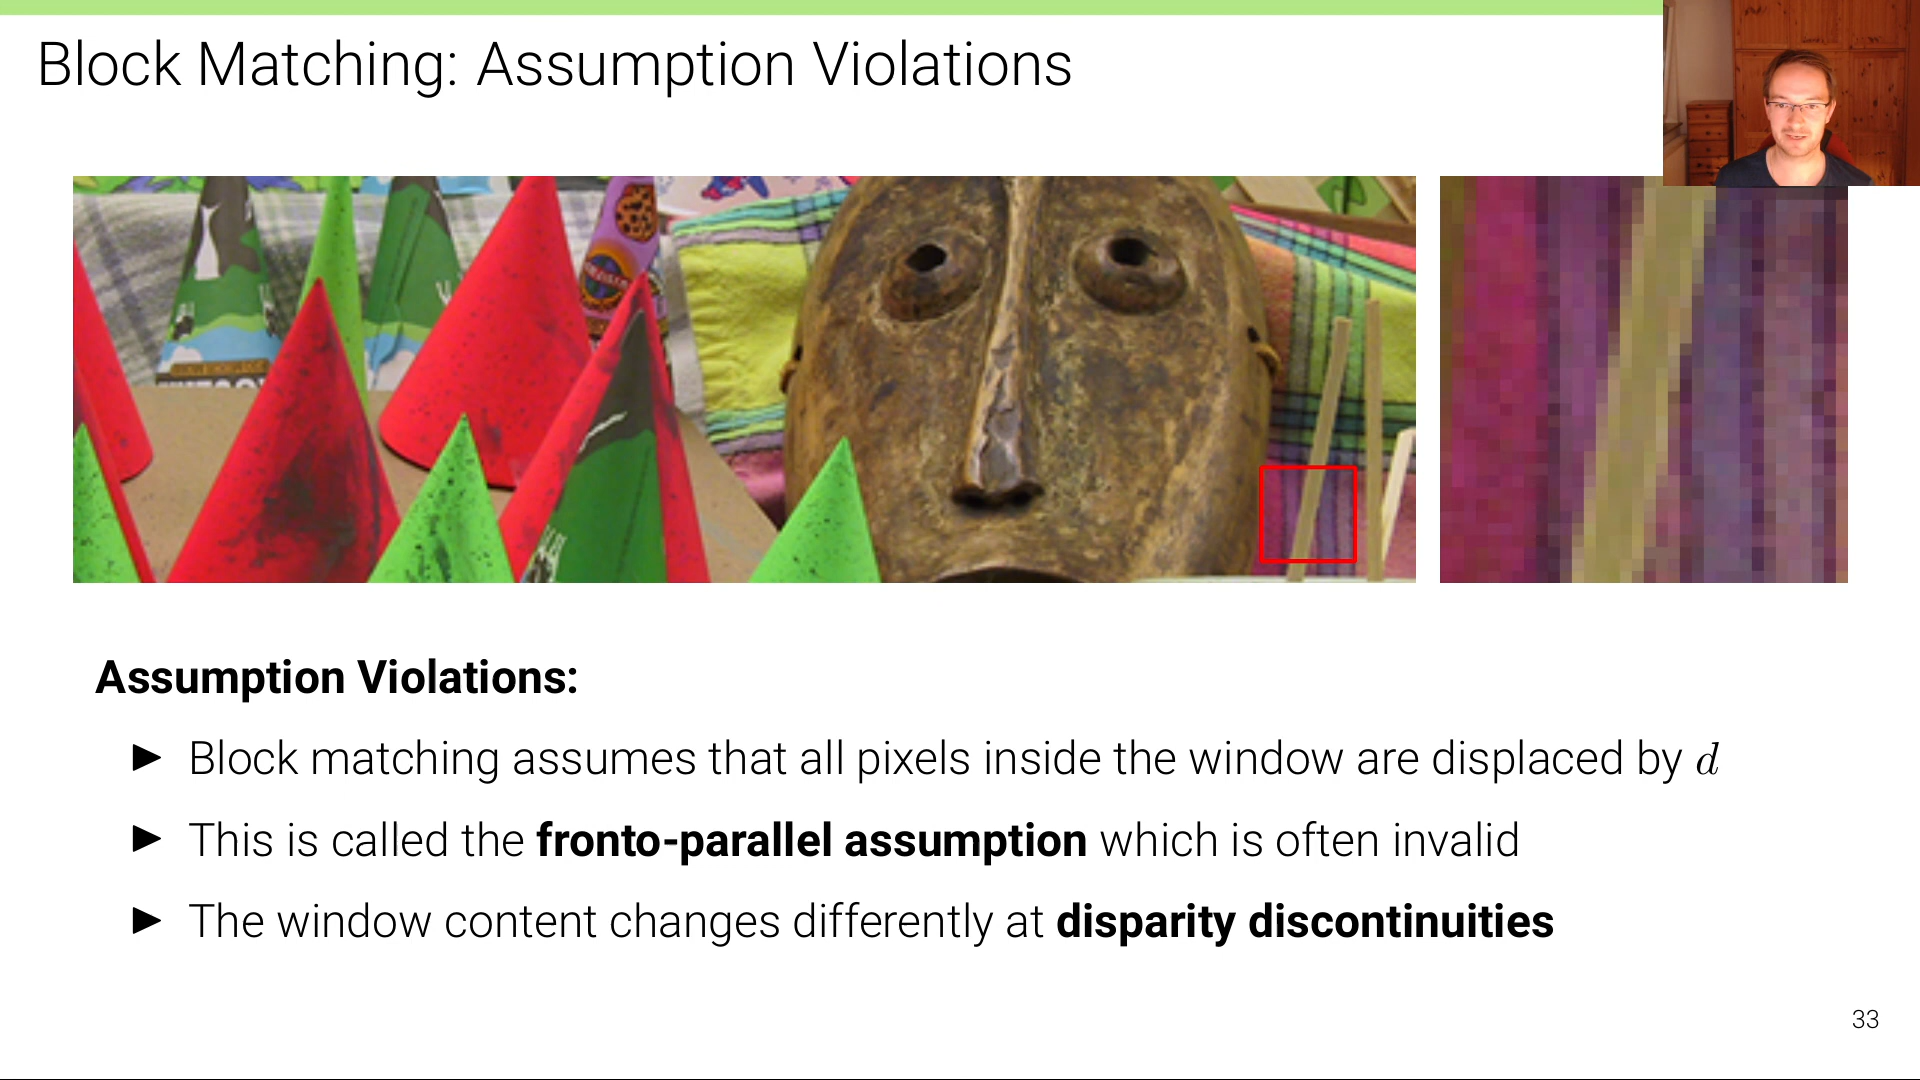 Block Matching: Assumption Violations
Assumption Violations:
► Block matching assumes that all pixels inside the window are displaced by d
► This is called the fronto-parallel assumption which is often invalid
► The window content changes differently at disparity discontinuities
33